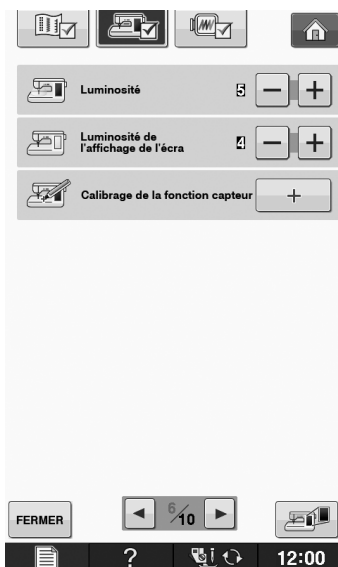 Luminosité 5
Luminosité de
l'affichage de l'écra 4
Calibrage de la fonction capteur
FERMER
6/10
? 12:00